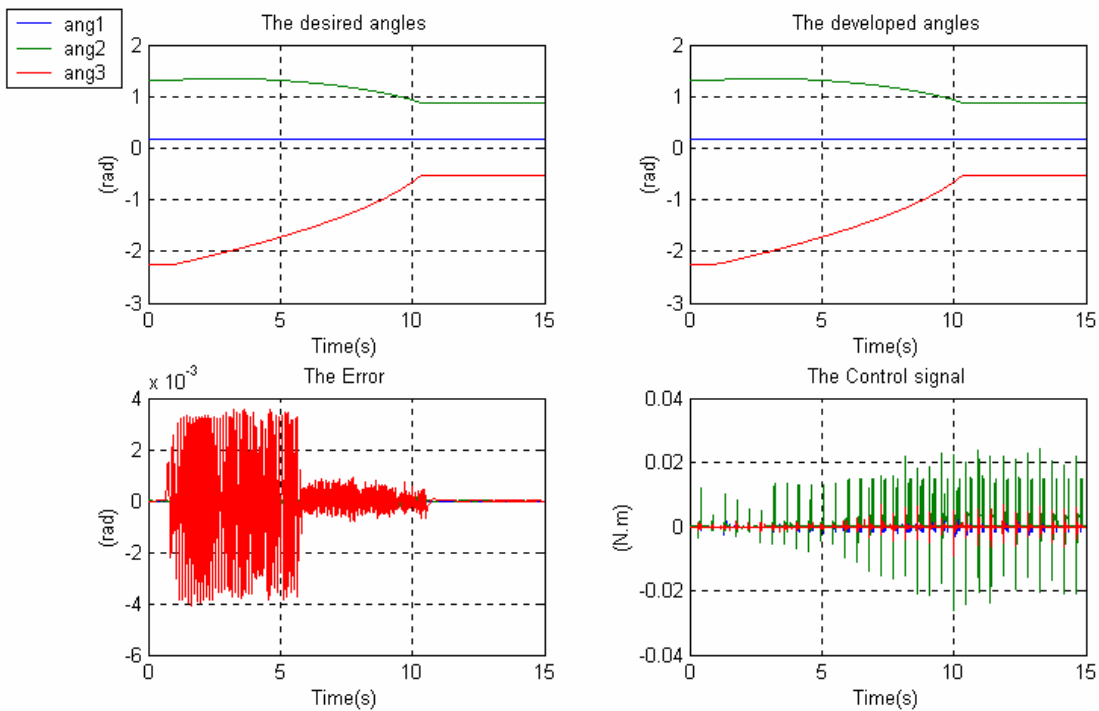 ang1
ang2
ang3
The desired angles
2
1
0
-1
-2
-3
(rad)
0 5 10 15
Time(s)
The developed angles
2
1
0
-1
-2
-3
(rad)
0 5 10 15
Time(s)
x 10-3
The Error
4
2
0
-2
-4
-6
(rad)
0 5 10 15
Time(s)
The Control signal
0.04
0.02
0
-0.02
-0.04
(N.m)
0 5 10 15
Time(s)